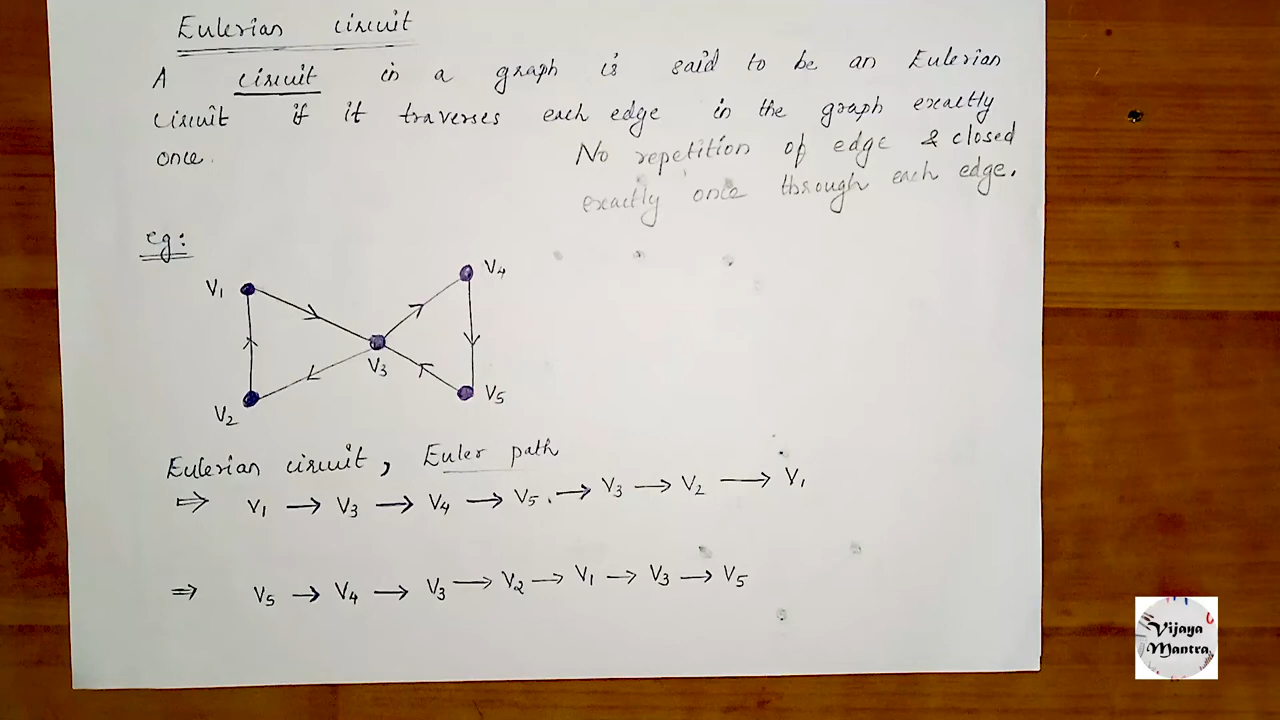 Eulerian circuit
A circuit in a graph is said to be an Eulerian
circuit if it traverses each edge in the graph exactly
once.
No repetition of edge & closed
exactly once through each edge.
eg:
V1
V4
V3
V2
V5
Eulerian circuit, Euler path
⇒ V1 → V3 → V4 → V5 → V3 → V2 → V1
⇒ V5 → V4 → V3 → V2 → V1 → V3 → V5
Vijaya
Mantra